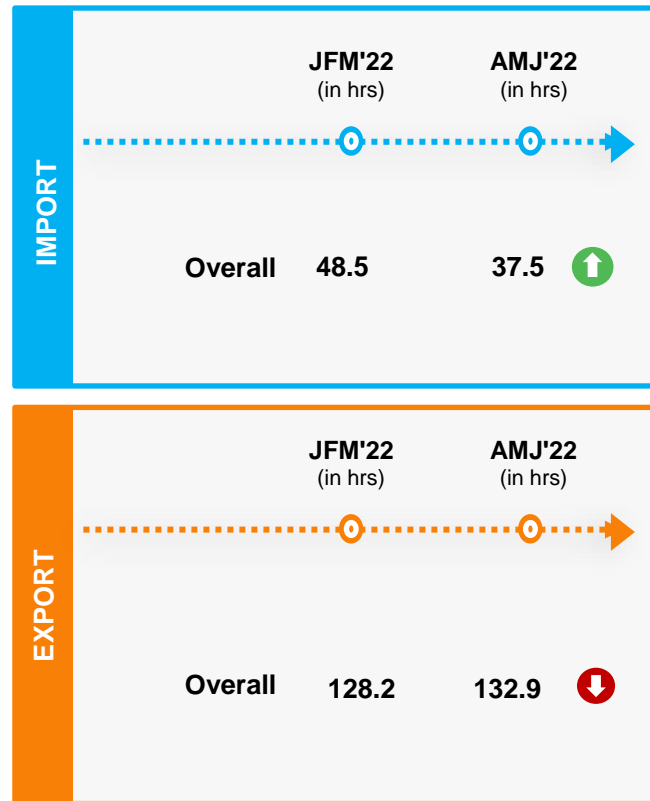 IMPORT
JFM'22 AMJ'22
(in hrs) (in hrs)
Overall 48.5 37.5
EXPORT
JFM'22 AMJ'22
(in hrs) (in hrs)
Overall 128.2 132.9